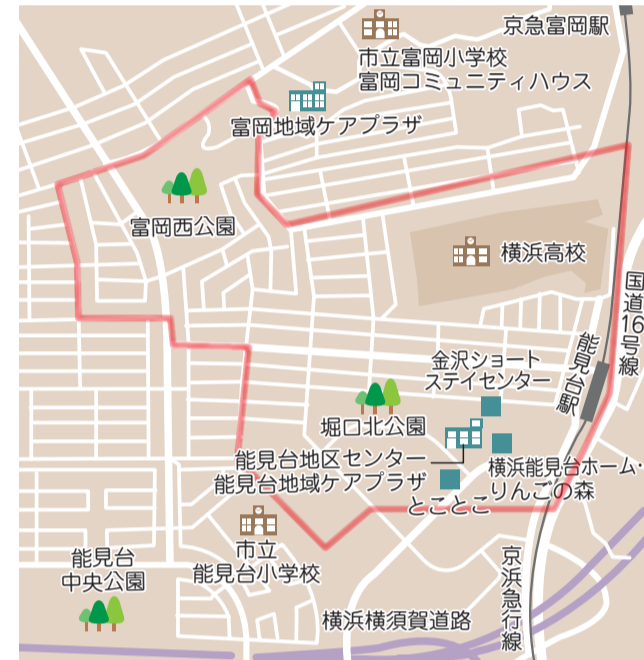 京急富岡駅
市立富岡小学校
富岡コミュニティハウス
富岡地域ケアプラザ
富岡西公園
横浜高校
国道16号線
能見台駅
金沢ショート
ステイセンター
堀口北公園
能見台地区センター
能見台地域ケアプラザ
横浜能見台ホーム・
りんごの森
とことこ
市立
能見台小学校
能見台
中央公園
横浜横須賀道路
京浜急行線